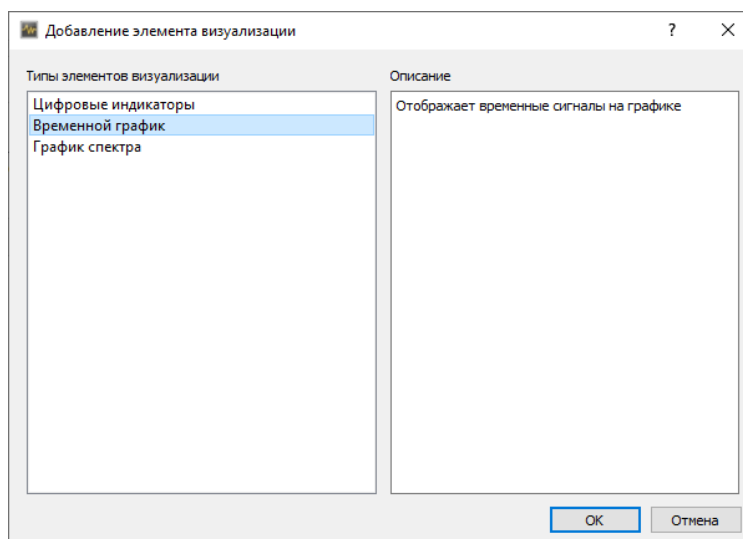 Добавление элемента визуализации
?
Типы элементов визуализации
Описание
Цифровые индикаторы
Временной график
График спектра
Отображает временные сигналы на графике
ОК
Отмена